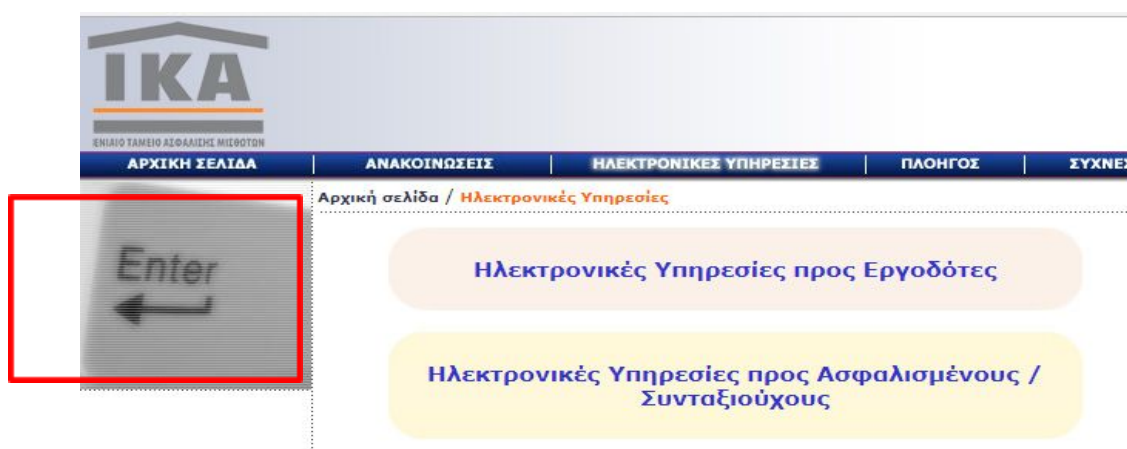 ΙΚΑ
ΕΝΙΑΙΟ ΤΑΜΕΙΟ ΑΣΦΑΛΙΣΗΣ ΜΙΣΘΩΤΩΝ
ΑΡΧΙΚΗ ΣΕΛΙΔΑ | ΑΝΑΚΟΙΝΩΣΕΙΣ | ΗΛΕΚΤΡΟΝΙΚΕΣ ΥΠΗΡΕΣΙΕΣ | ΠΛΟΗΓΟΣ | ΣΥΧΝΕΣ
Αρχική σελίδα / Ηλεκτρονικές Υπηρεσίες
Enter
Ηλεκτρονικές Υπηρεσίες προς Εργοδότες
Ηλεκτρονικές Υπηρεσίες προς Ασφαλισμένους /
Συνταξιούχους